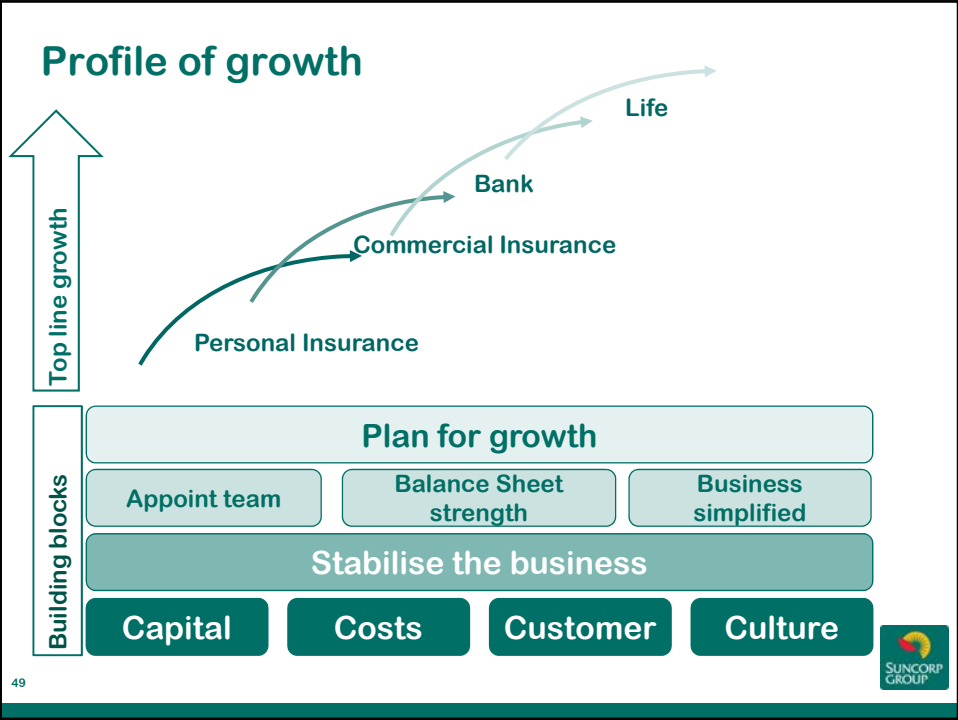 Profile of growth
Life
Bank
Commercial Insurance
Personal Insurance
Top line growth
Building blocks
Plan for growth
Appoint team
Balance Sheet
strength
Business
simplified
Stabilise the business
Capital
Costs
Customer
Culture
SUNCORP
GROUP
49